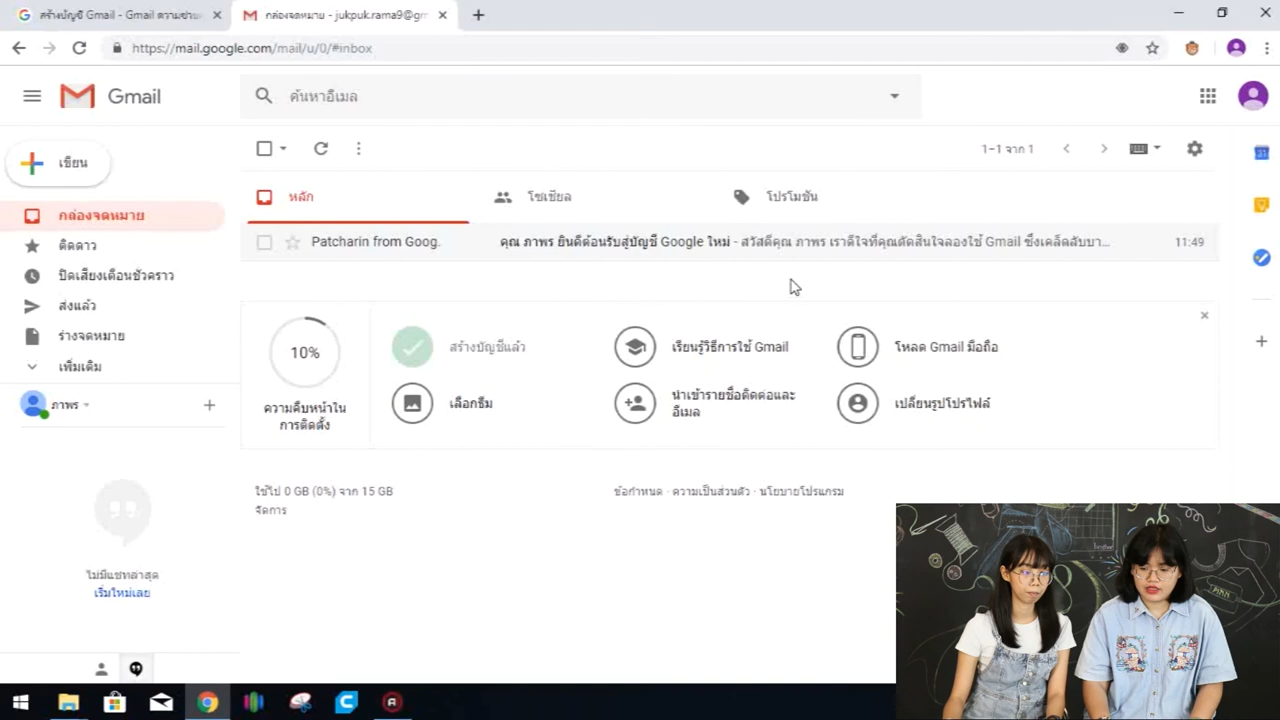 สร้างบัญชี Gmail - Gmail ความช่วย
กล่องจดหมาย - jukpuk.rama9@gm
https://mail.google.com/mail/u/0/#inbox
Gmail
ค้นหาอีเมล
เขียน
1–1 จาก 1
กล่องจดหมาย
หลัก
โซเชียล
โปรโมชัน
ติดดาว
Patcharin from Goog.
คุณ ภาพร ยินดีต้อนรับสู่บัญชี Google ใหม่ - สวัสดีคุณ ภาพร เราดีใจที่คุณตัดสินใจลองใช้ Gmail ซึ่งเคล็ดลับบา...
11:49
ปิดเสียงเตือนชั่วคราว
ส่งแล้ว
ร่างจดหมาย
เพิ่มเติม
10%
ความคืบหน้าใน
การติดตั้ง
สร้างบัญชีแล้ว
เรียนรู้วิธีการใช้ Gmail
โหลด Gmail มือถือ
เลือกธีม
นำเข้ารายชื่อติดต่อและ
อีเมล
เปลี่ยนรูปโปรไฟล์
ภาพร
ใช้ไป 0 GB (0%) จาก 15 GB
จัดการ
ข้อกำหนด · ความเป็นส่วนตัว · นโยบายโปรแกรม
ไม่มีแชทล่าสุด
เริ่มใหม่เลย
31